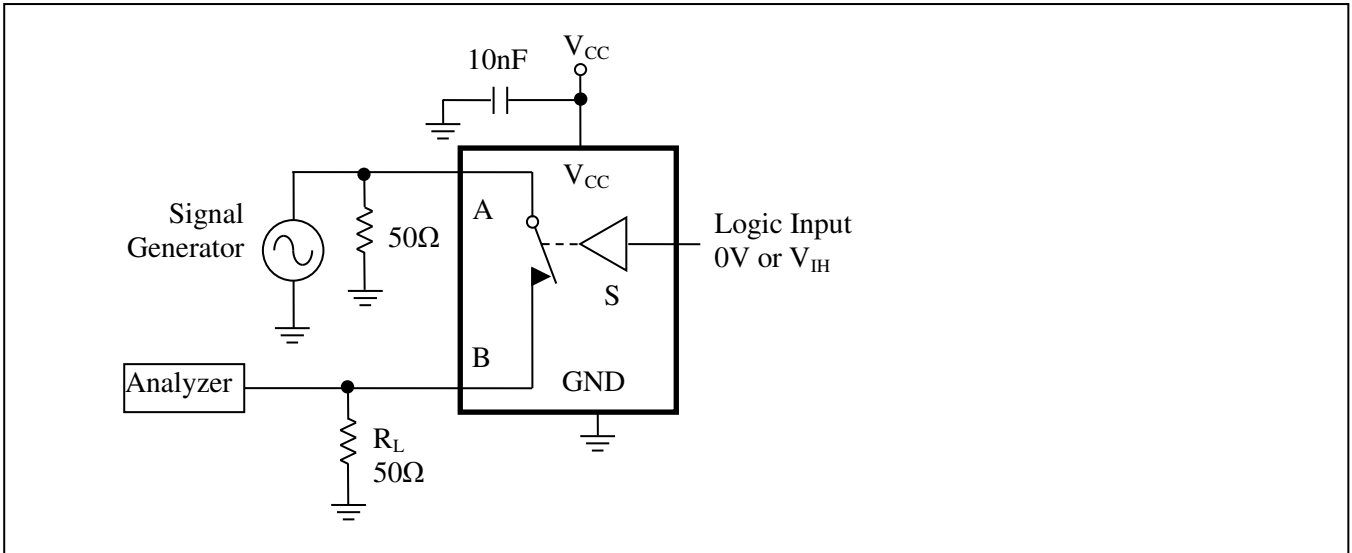 10nF
V_CC
V_CC
A
Signal
Generator
50Ω
Logic Input
0V or V_IH
S
B
GND
Analyzer
R_L
50Ω